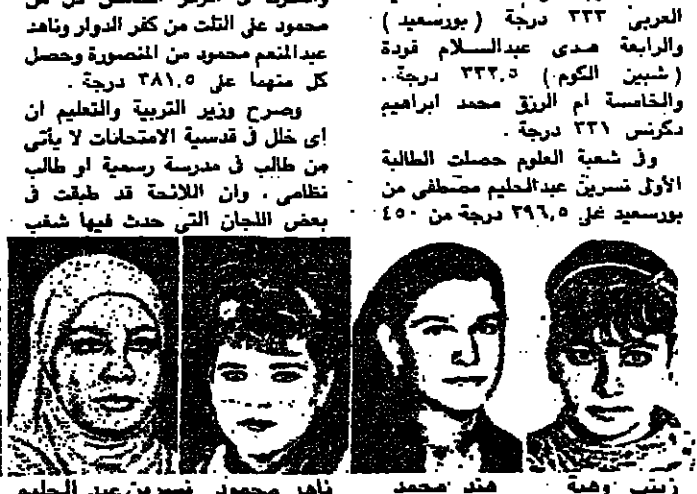 العربى ٣٣٣ درجة ( بورسعيد )
والرابعة هدى عبدالسلام قودة
( شبين الكوم ) ٣٣٢,٥ درجة .
والخامسة ام الرزق محمد ابراهيم
دكرنس ٣٣١ درجة .
وفى شعبة العلوم حصلت الطالبة
الأولى نسرين عبدالحليم مصطفى من
بورسعيد على ٣٩٦,٥ درجة من ٤٥٠
محمود على التلت من كفر الدوار وناهد
عبدالمنعم محمود من المنصورة وحصل
كل منهما على ٣٨١,٥ درجة .
وصرح وزير التربية والتعليم ان
اى خلل فى قدسية الامتحانات لا يأتى
من طالب فى مدرسة رسمية او طالب
نظامى . وان اللائحة قد طبقت فى
بعض اللجان التى حدث فيها شغب
زينب وهبة
هند محمد
ناهد محمود
نسرين عبد الحليم